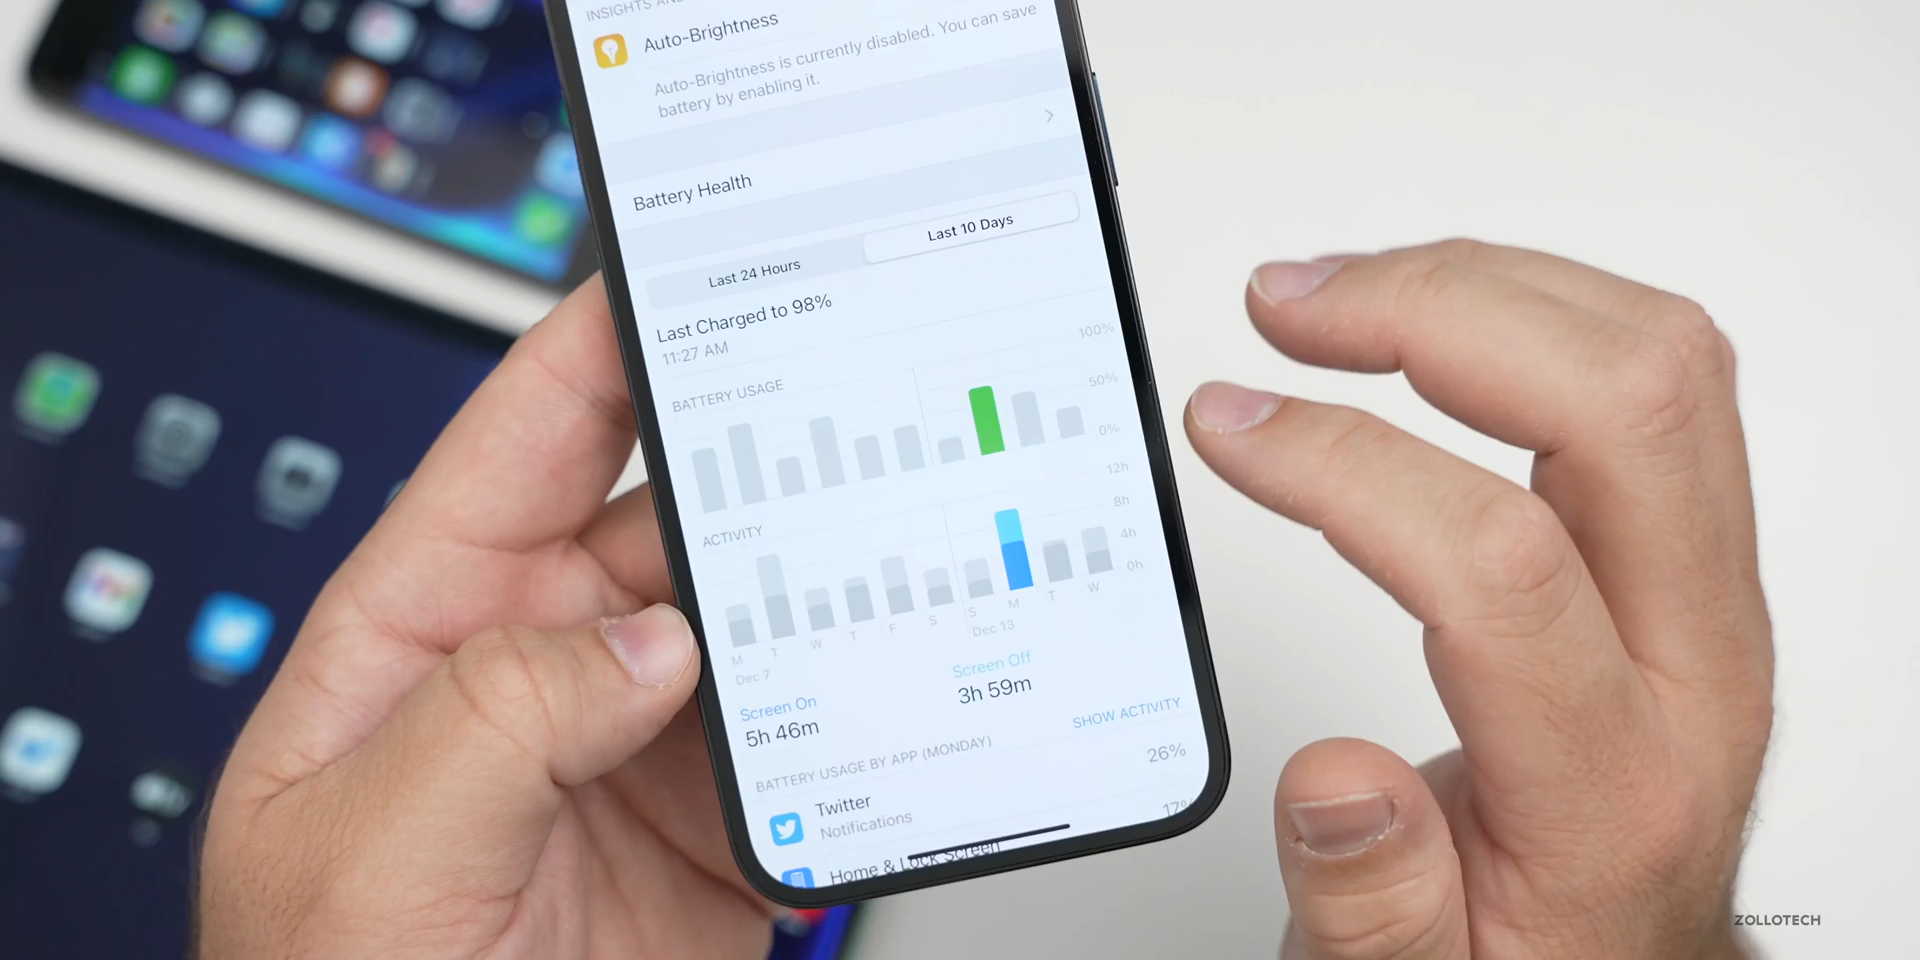 INSIGHTS AND
Auto-Brightness
Auto-Brightness is currently disabled. You can save
battery by enabling it.
Battery Health
Last 24 Hours
Last 10 Days
Last Charged to 98%
11:27 AM
100%
BATTERY USAGE
50%
0%
12h
ACTIVITY
8h
4h
0h
M T W T F S S M T W
Dec 7
Dec 13
Screen On
Screen Off
5h 46m
3h 59m
SHOW ACTIVITY
BATTERY USAGE BY APP (MONDAY)
Twitter
26%
Notifications
17%
Home & Lock Screen
ZOLLOTECH